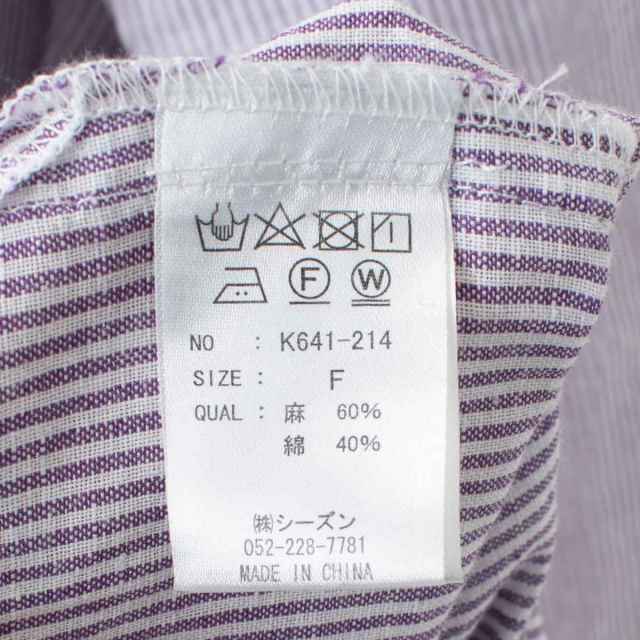 F W
NO : K641-214
SIZE : F
QUAL : 麻 60%
綿 40%
㈱シーズン
052-228-7781
MADE IN CHINA